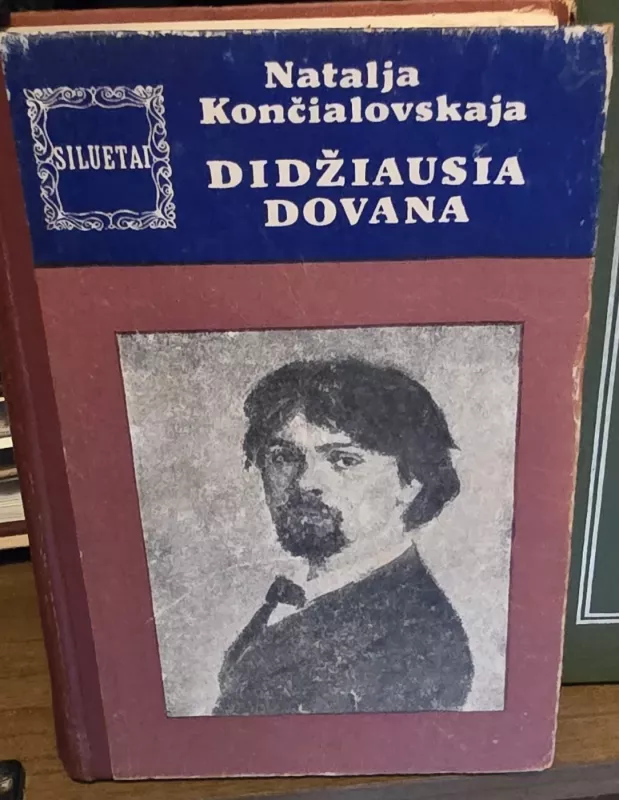 Natalja
Končialovskaja
SILUETAI
DIDŽIAUSIA
DOVANA